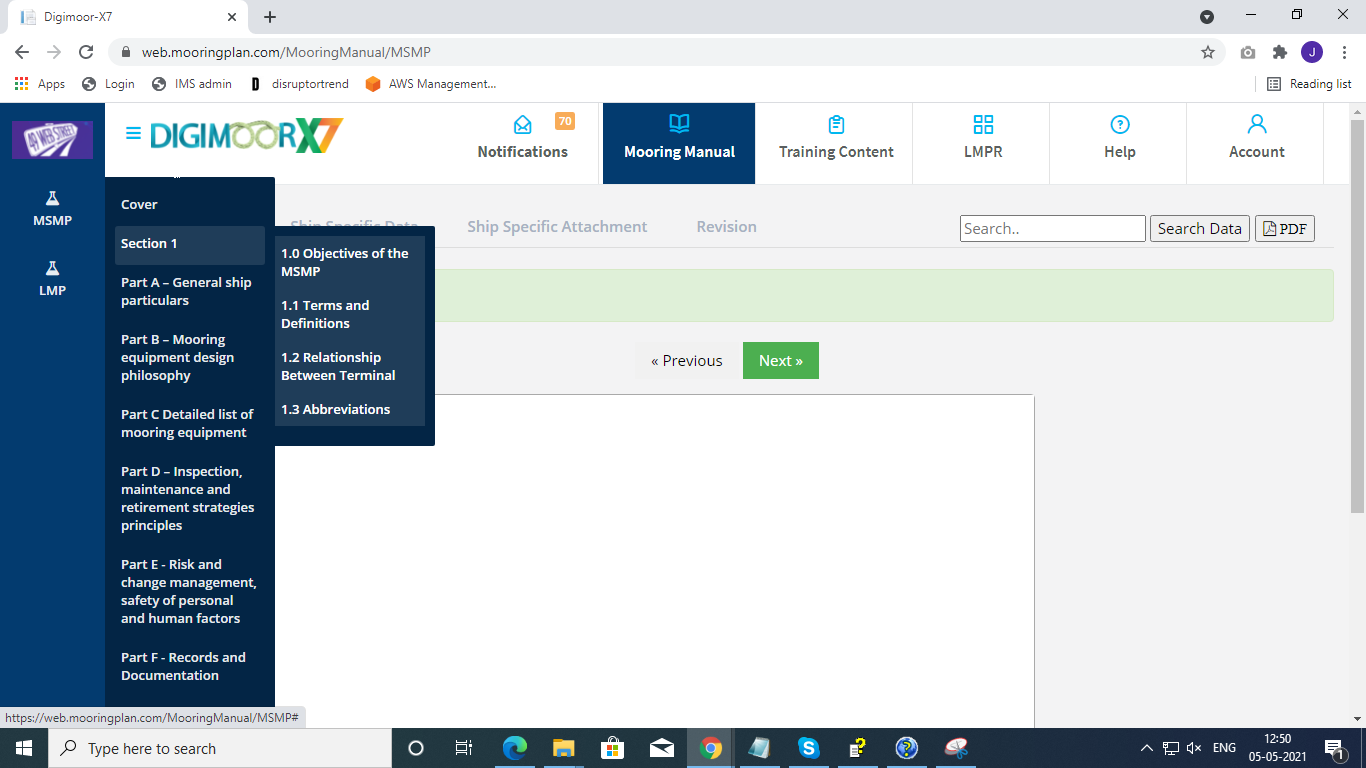 Digimoor-X7
web.mooringplan.com/MooringManual/MSMP
J
Apps
Login
IMS admin
D
disruptortrend
AWS Management...
Reading list
49 WEB STREET
DIGIMOORX7
Notifications
70
Mooring Manual
Training Content
LMPR
Help
Account
MSMP
LMP
Cover
Section 1
Part A – General ship
particulars
Part B – Mooring
equipment design
philosophy
Part C Detailed list of
mooring equipment
Part D – Inspection,
maintenance and
retirement strategies
principles
Part E - Risk and
change management,
safety of personal
and human factors
Part F - Records and
Documentation
1.0 Objectives of the
MSMP
1.1 Terms and
Definitions
1.2 Relationship
Between Terminal
1.3 Abbreviations
Ship Specific Data
Ship Specific Attachment
Revision
Search..
Search Data
PDF
« Previous
Next »
https://web.mooringplan.com/MooringManual/MSMP#
Type here to search
ENG
12:50
05-05-2021
1